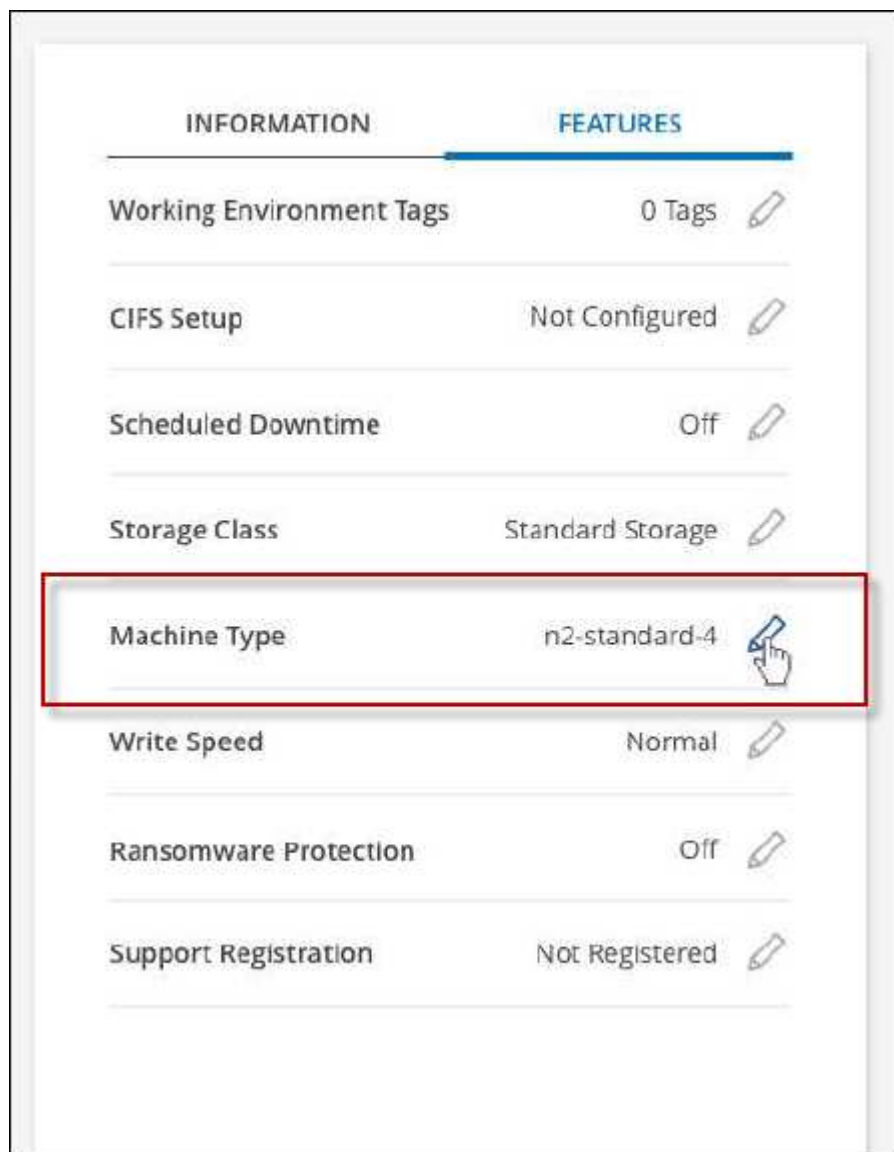 INFORMATION FEATURES
Working Environment Tags 0 Tags
CIFS Setup Not Configured
Scheduled Downtime Off
Storage Class Standard Storage
Machine Type n2-standard-4
Write Speed Normal
Ransomware Protection Off
Support Registration Not Registered